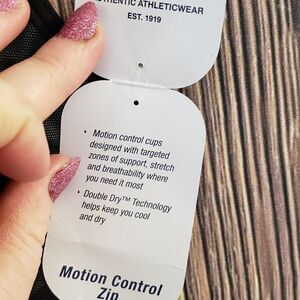 ATHLETICWEAR
EST. 1919
• Motion control cups
designed with targeted
zones of support, stretch
and breathability where
you need it most
• Double Dry™ Technology
helps keep you cool
and dry
Motion Control
Zip